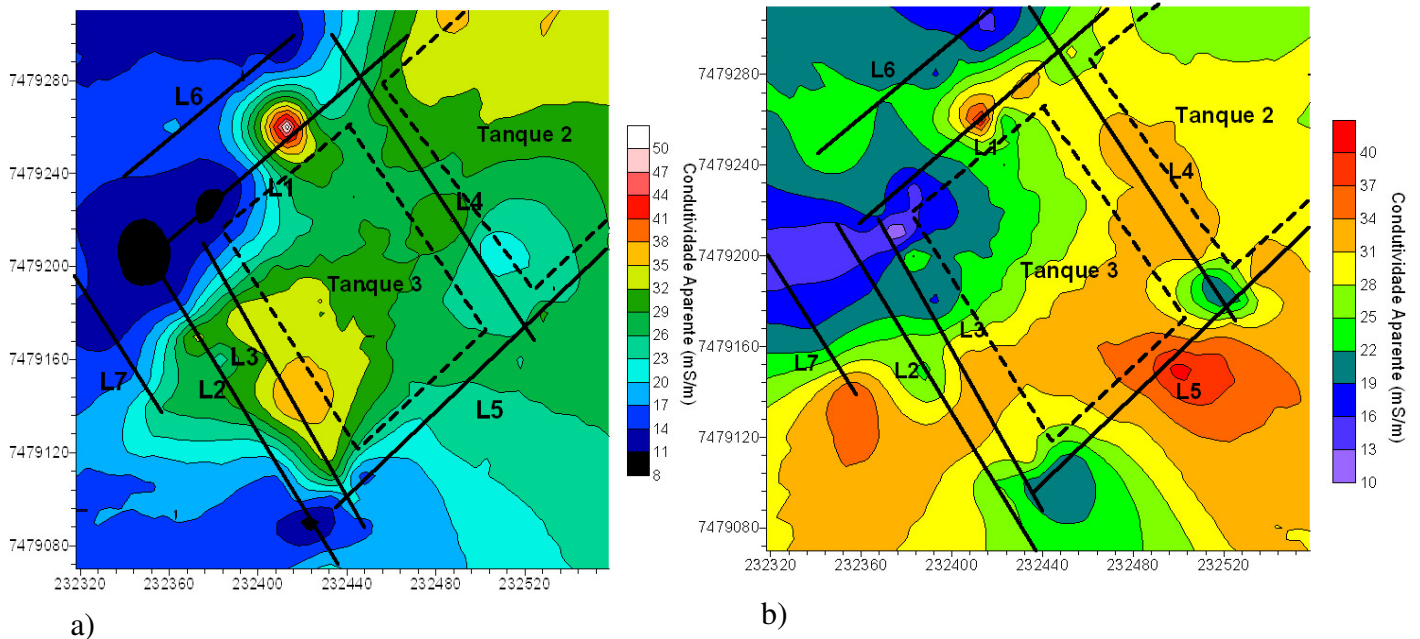 7479280
7479240
7479200
7479160
7479120
7479080
232320 232360 232400 232440 232480 232520
L6
L1
L4
L3
L2
L7
L5
Tanque 2
Tanque 3
50
47
44
41
38
35
32
29
26
23
20
17
14
11
8
Condutividade Aparente (mS/m)
a)
7479280
7479240
7479200
7479160
7479120
7479080
232320 232360 232400 232440 232480 232520
L6
L1
L4
L3
L2
L7
L5
Tanque 2
Tanque 3
40
37
34
31
28
25
22
19
16
13
10
Condutividade Aparente (mS/m)
b)